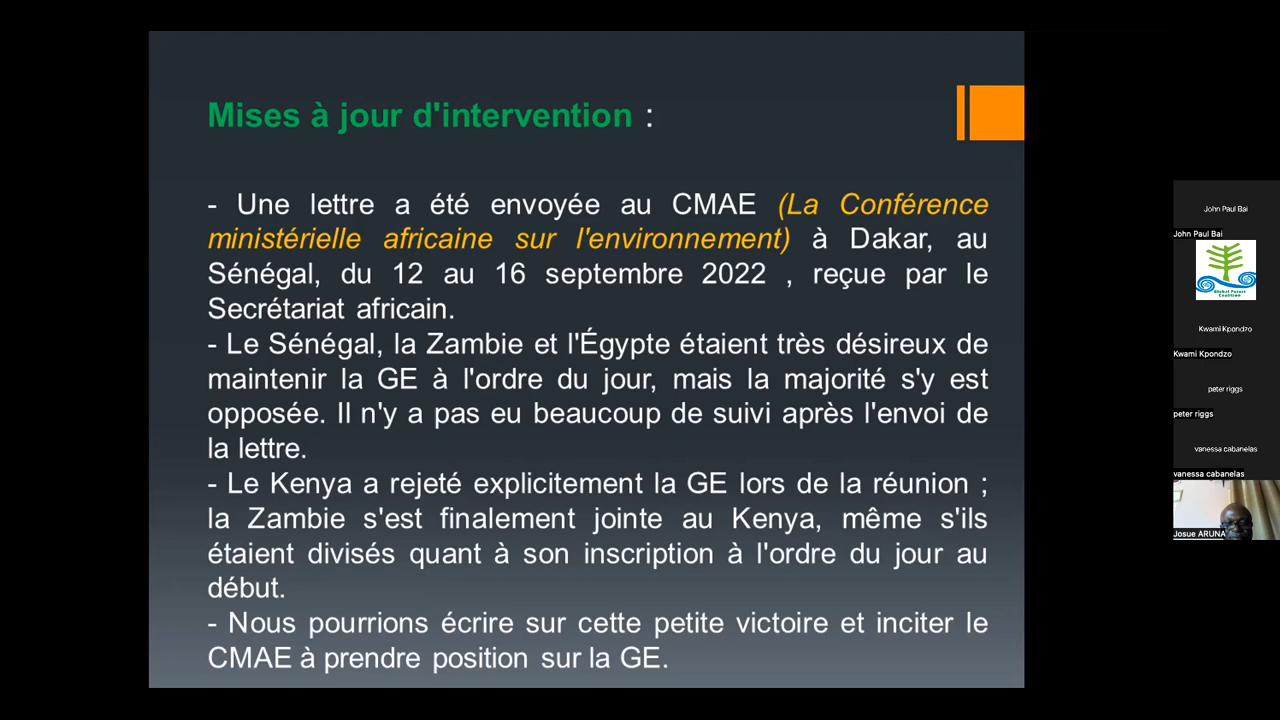 Mises à jour d'intervention :
- Une lettre a été envoyée au CMAE (La Conférence
ministérielle africaine sur l'environnement) à Dakar, au
Sénégal, du 12 au 16 septembre 2022 , reçue par le
Secrétariat africain.
- Le Sénégal, la Zambie et l'Égypte étaient très désireux de
maintenir la GE à l'ordre du jour, mais la majorité s'y est
opposée. Il n'y a pas eu beaucoup de suivi après l'envoi de
la lettre.
- Le Kenya a rejeté explicitement la GE lors de la réunion ;
la Zambie s'est finalement jointe au Kenya, même s'ils
étaient divisés quant à son inscription à l'ordre du jour au
début.
- Nous pourrions écrire sur cette petite victoire et inciter le
CMAE à prendre position sur la GE.
John Paul Bai
John Paul Bai
Global Forest
Coalition
Kwami Kpondzo
Kwami Kpondzo
peter riggs
peter riggs
vanessa cabanelas
vanessa cabanelas
Josue ARUNA